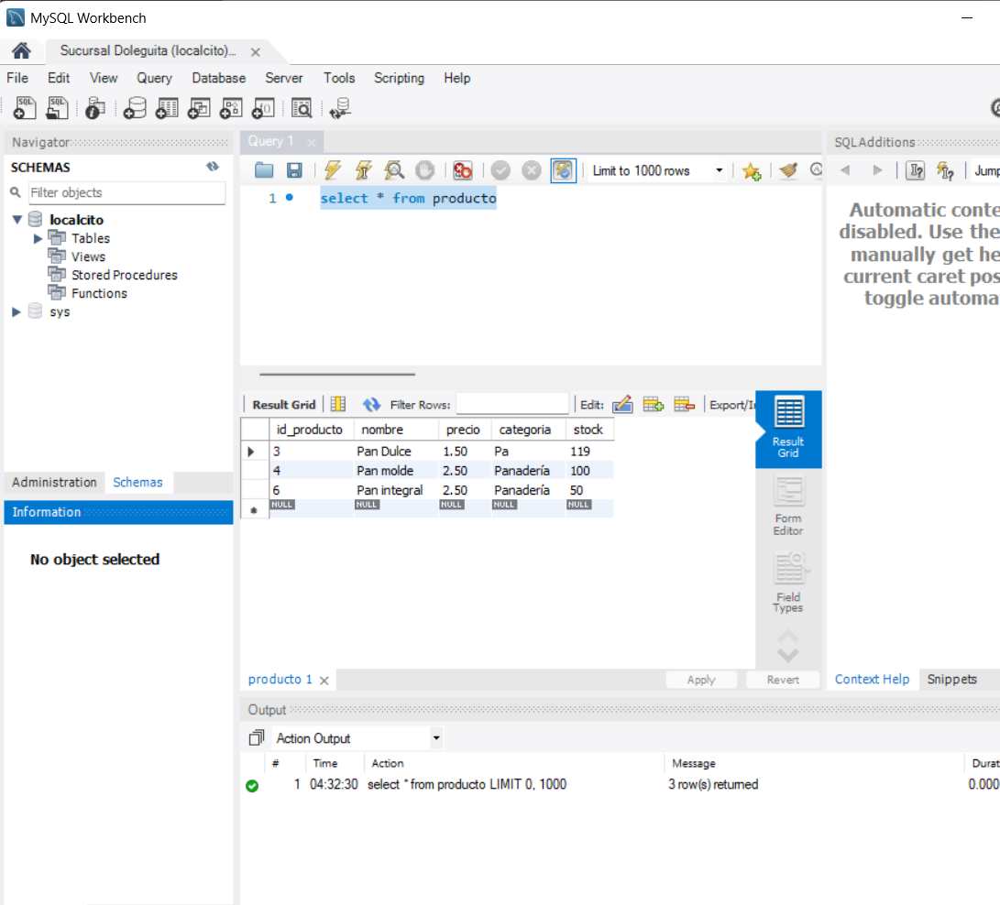 MySQL Workbench
Sucursal Doleguita (localcito)...
File Edit View Query Database Server Tools Scripting Help
SQL SQL
Navigator
SCHEMAS
Filter objects
localcito
Tables
Views
Stored Procedures
Functions
sys
Administration Schemas
Information
No object selected
Query 1
Limit to 1000 rows
1 select * from producto
Result Grid Filter Rows: Edit: Export/I
id_producto nombre precio categoria stock
3 Pan Dulce 1.50 Pa 119
4 Pan molde 2.50 Panadería 100
6 Pan integral 2.50 Panadería 50
NULL NULL NULL NULL NULL
Result
Grid
Form
Editor
Field
Types
producto 1
Apply Revert
SQLAdditions
Jump
Automatic conte
disabled. Use the
manually get he
current caret pos
toggle automa
Context Help Snippets
Output
Action Output
# Time Action Message Durat
1 04:32:30 select * from producto LIMIT 0, 1000 3 row(s) returned 0.000